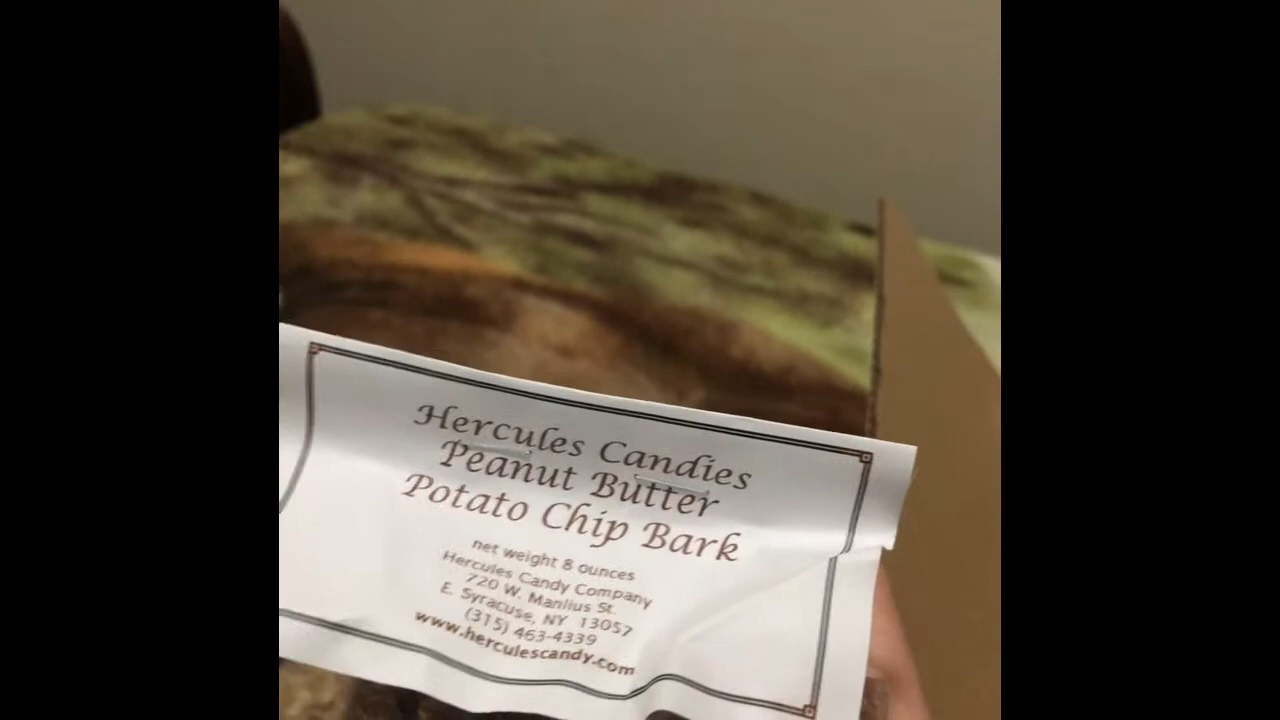 Hercules Candies
Peanut Butter
Potato Chip Bark
net weight 8 ounces
Hercules Candy Company
720 W. Manlius St.
E. Syracuse, NY 13057
(315) 463-4339
www.herculescandy.com